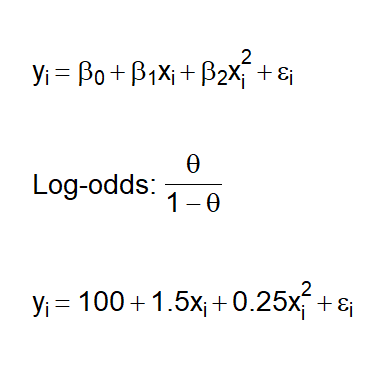 yᵢ = β₀ + β₁xᵢ + β₂xᵢ² + εᵢ
Log-odds: θ / 1 − θ
yᵢ = 100 + 1.5xᵢ + 0.25xᵢ² + εᵢ